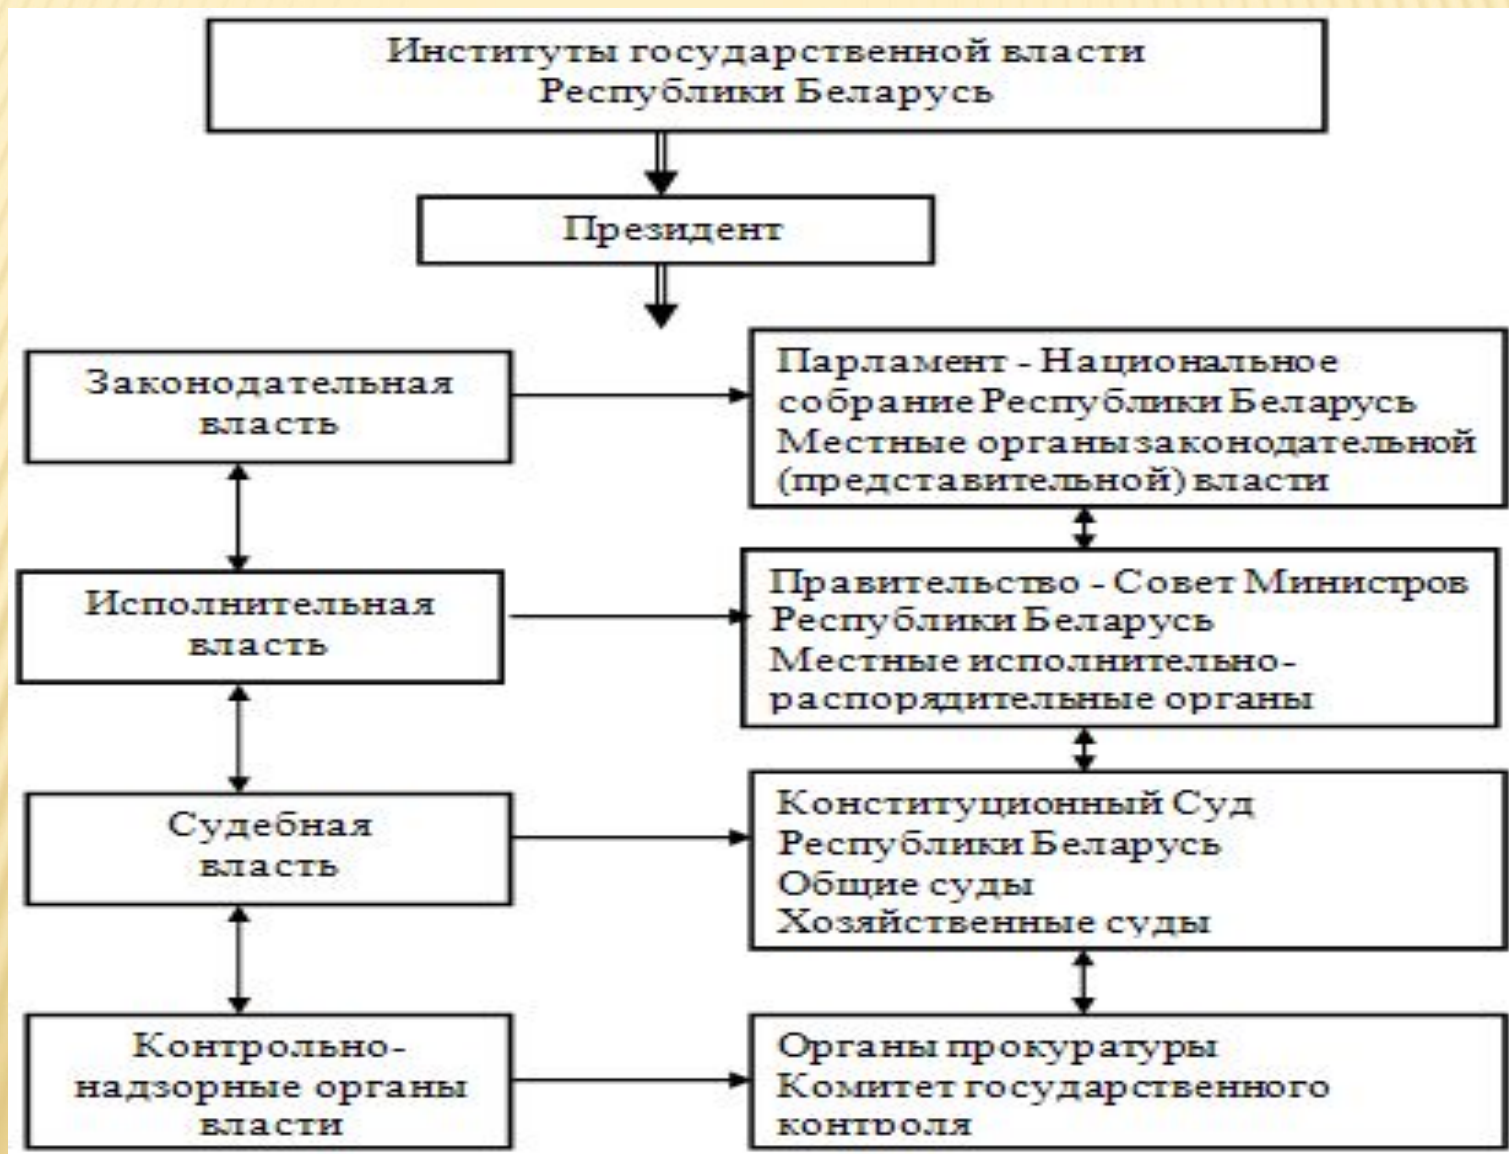 Институты государственной власти
Республики Беларусь
Президент
Законодательная
власть
Парламент - Национальное
собрание Республики Беларусь
Местные органы законодательной
(представительной) власти
Исполнительная
власть
Правительство - Совет Министров
Республики Беларусь
Местные исполнительно-
распорядительные органы
Судебная
власть
Конституционный Суд
Республики Беларусь
Общие суды
Хозяйственные суды
Контрольно-
надзорные органы
власти
Органы прокуратуры
Комитет государственного
контроля